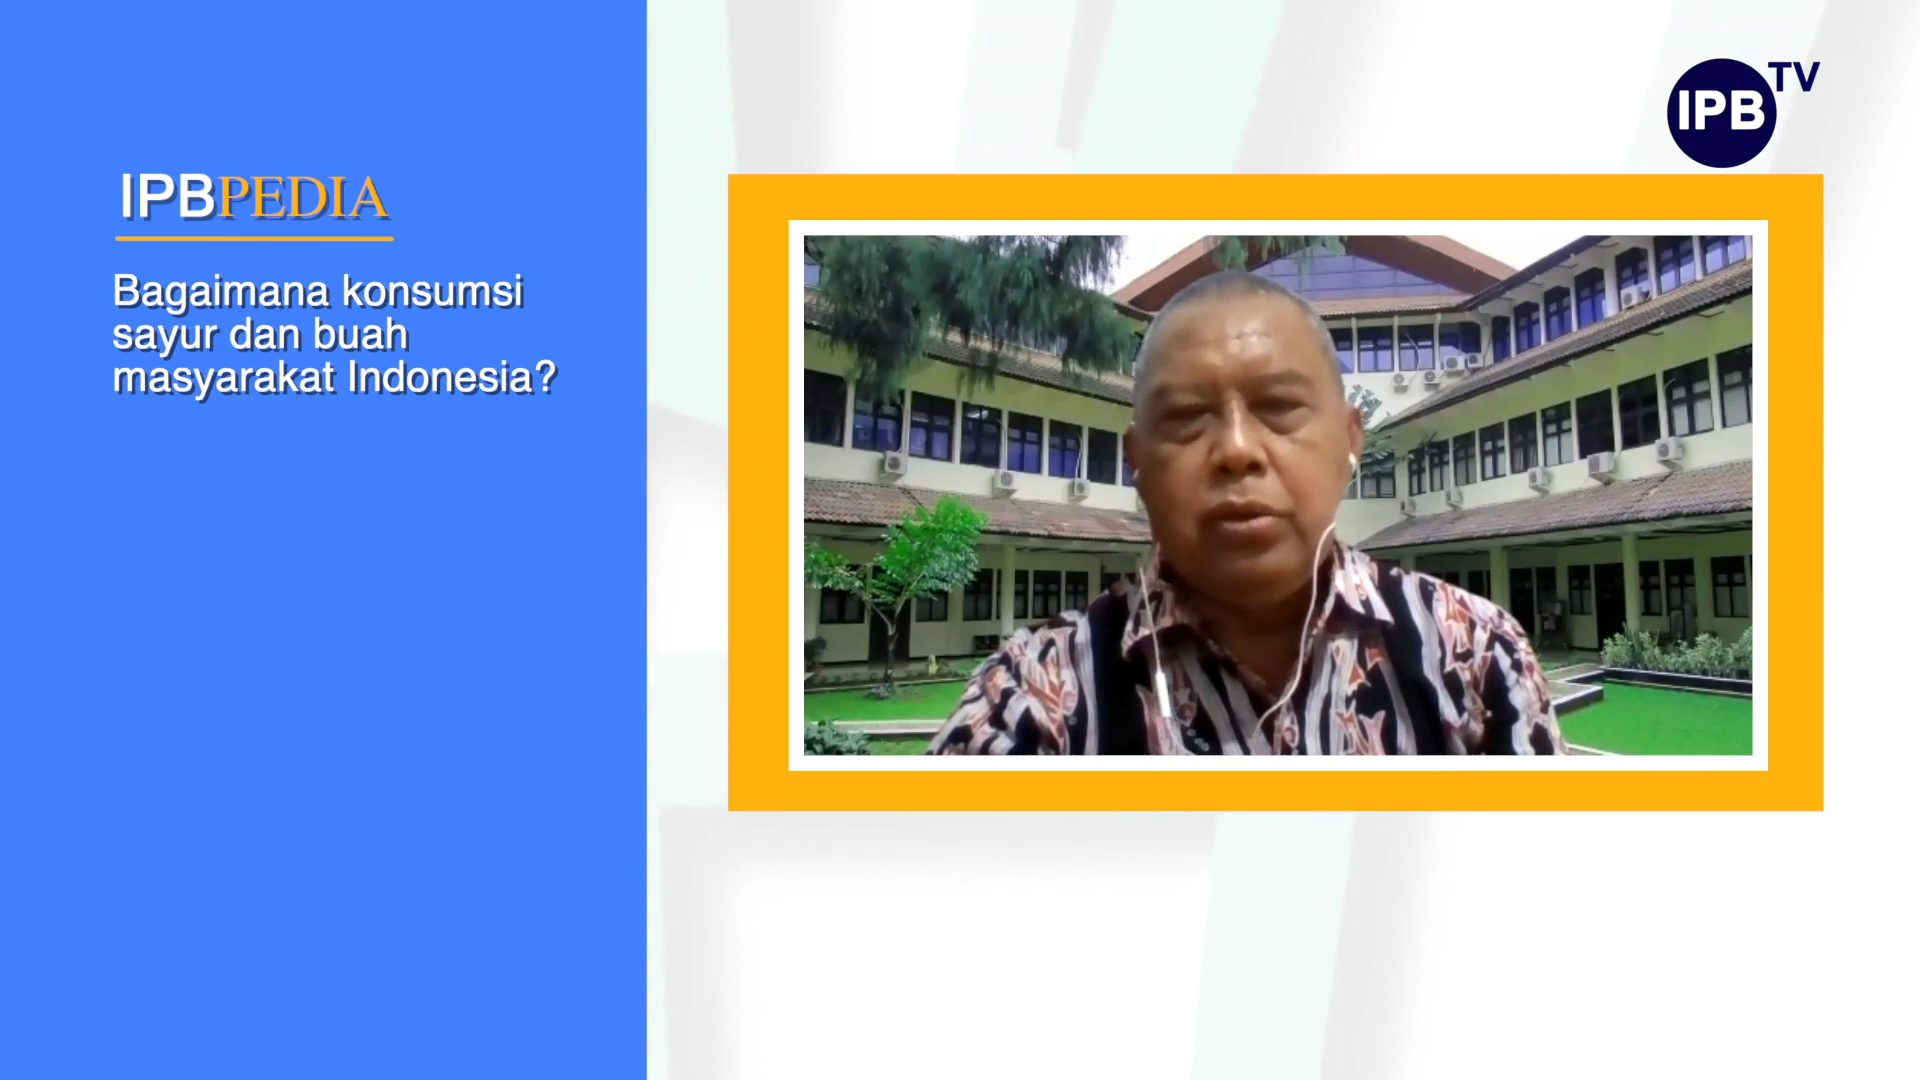 IPBPEDIA
Bagaimana konsumsi
sayur dan buah
masyarakat Indonesia?
IPB TV